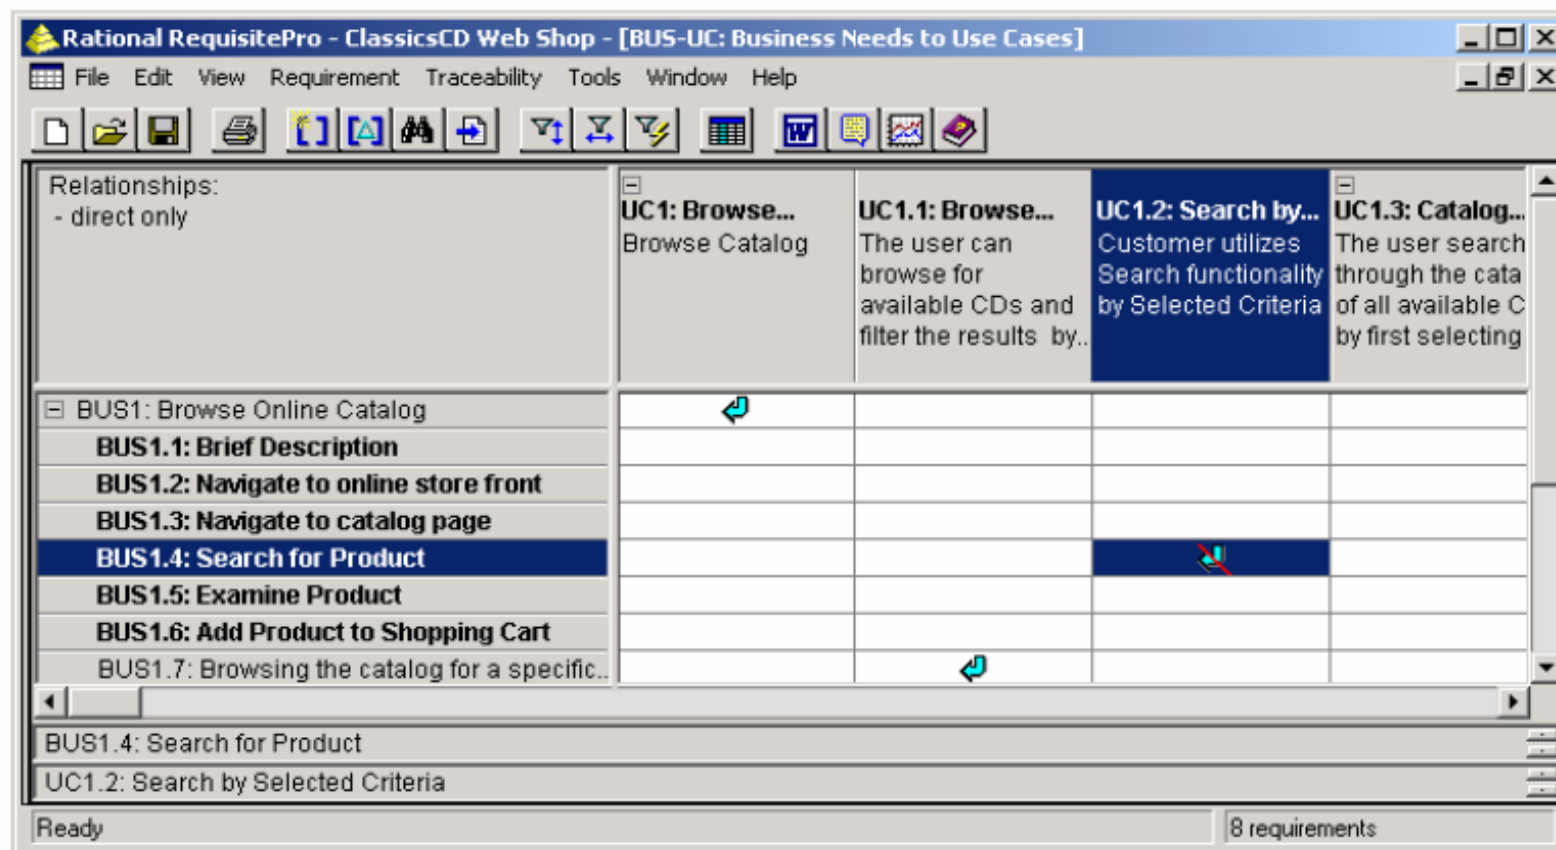 Rational RequisitePro - ClassicsCD Web Shop - [BUS-UC: Business Needs to Use Cases]
File Edit View Requirement Traceability Tools Window Help
Relationships:
- direct only
UC1: Browse...
Browse Catalog
UC1.1: Browse...
The user can
browse for
available CDs and
filter the results by..
UC1.2: Search by...
Customer utilizes
Search functionality
by Selected Criteria
UC1.3: Catalog...
The user search
through the cata
of all available C
by first selecting
BUS1: Browse Online Catalog
BUS1.1: Brief Description
BUS1.2: Navigate to online store front
BUS1.3: Navigate to catalog page
BUS1.4: Search for Product
BUS1.5: Examine Product
BUS1.6: Add Product to Shopping Cart
BUS1.7: Browsing the catalog for a specific..
BUS1.4: Search for Product
UC1.2: Search by Selected Criteria
Ready
8 requirements